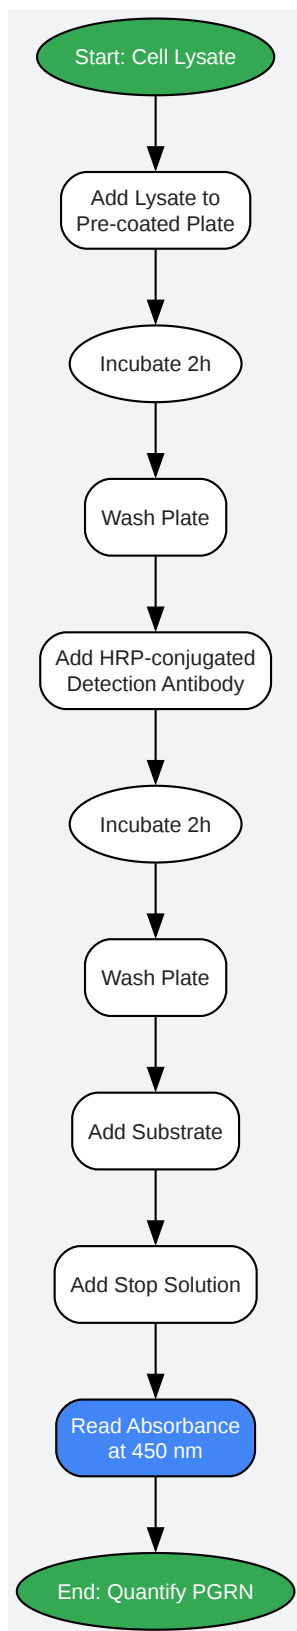 Start: Cell Lysate
Add Lysate to
Pre-coated Plate
Incubate 2h
Wash Plate
Add HRP-conjugated
Detection Antibody
Incubate 2h
Wash Plate
Add Substrate
Add Stop Solution
Read Absorbance
at 450 nm
End: Quantify PGRN